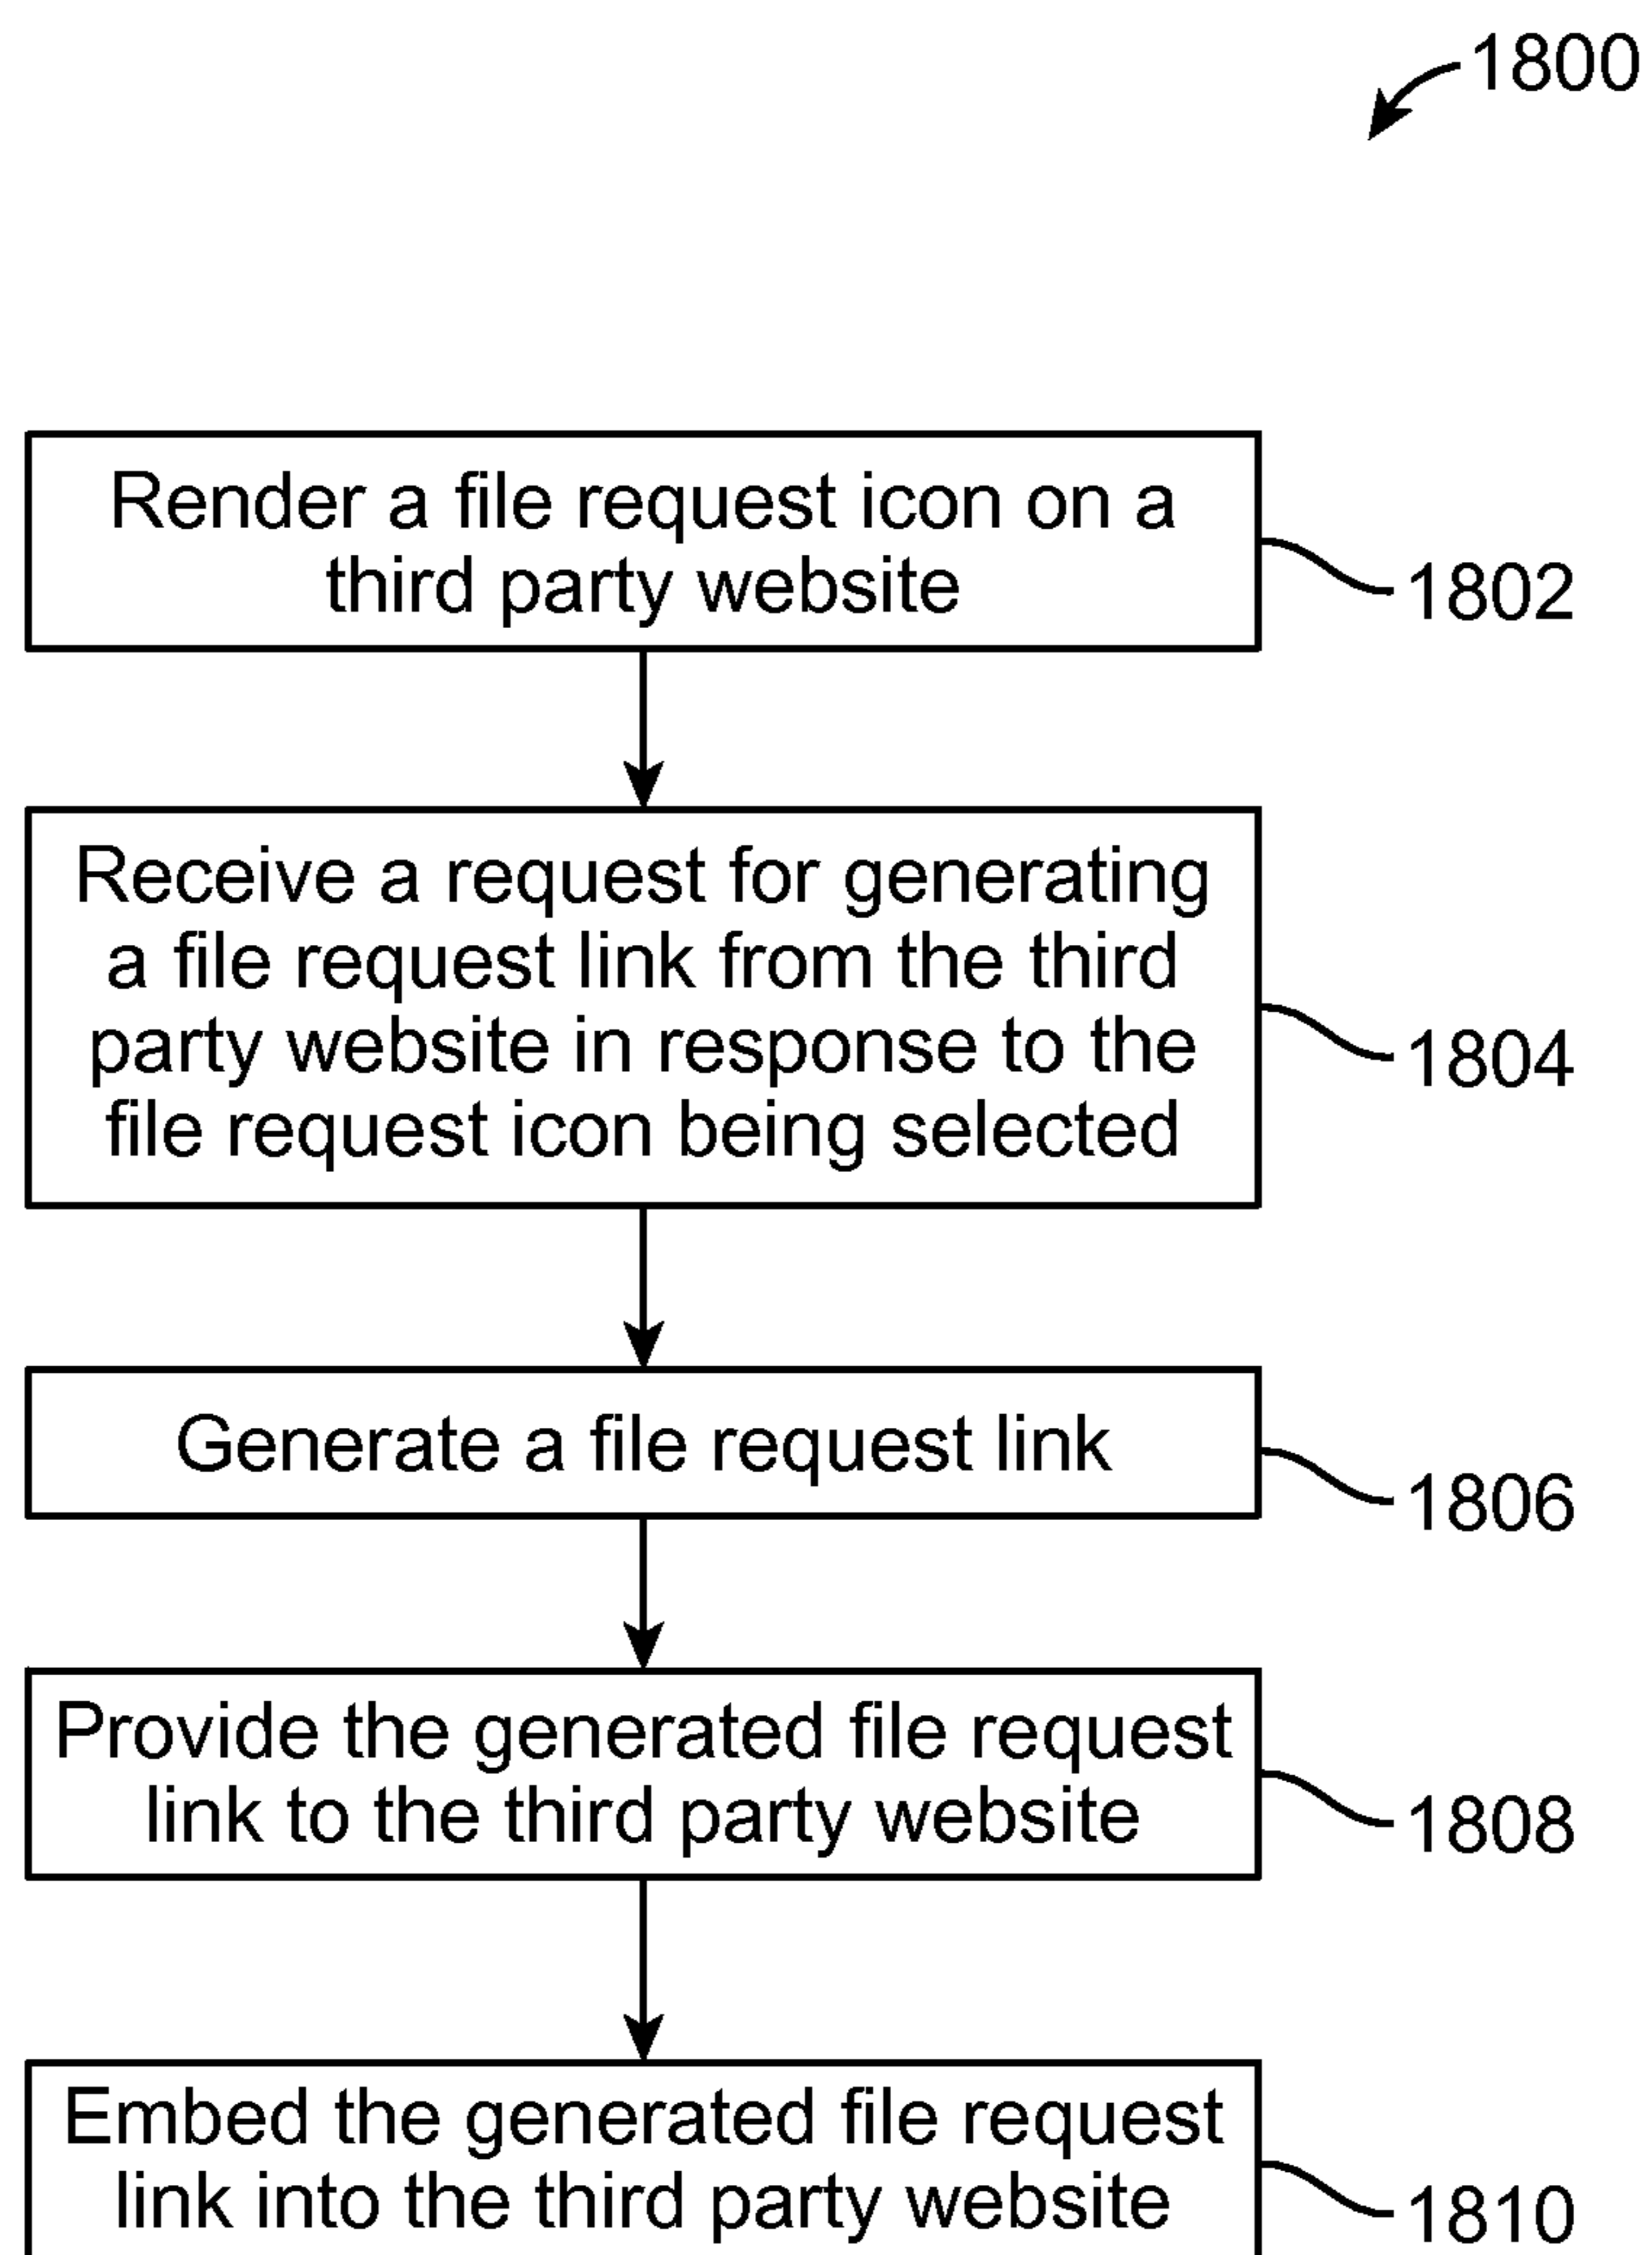 1800
Render a file request icon on a
third party website
1802
Receive a request for generating
a file request link from the third
party website in response to the
file request icon being selected
1804
Generate a file request link
1806
Provide the generated file request
link to the third party website
1808
Embed the generated file request
link into the third party website
1810